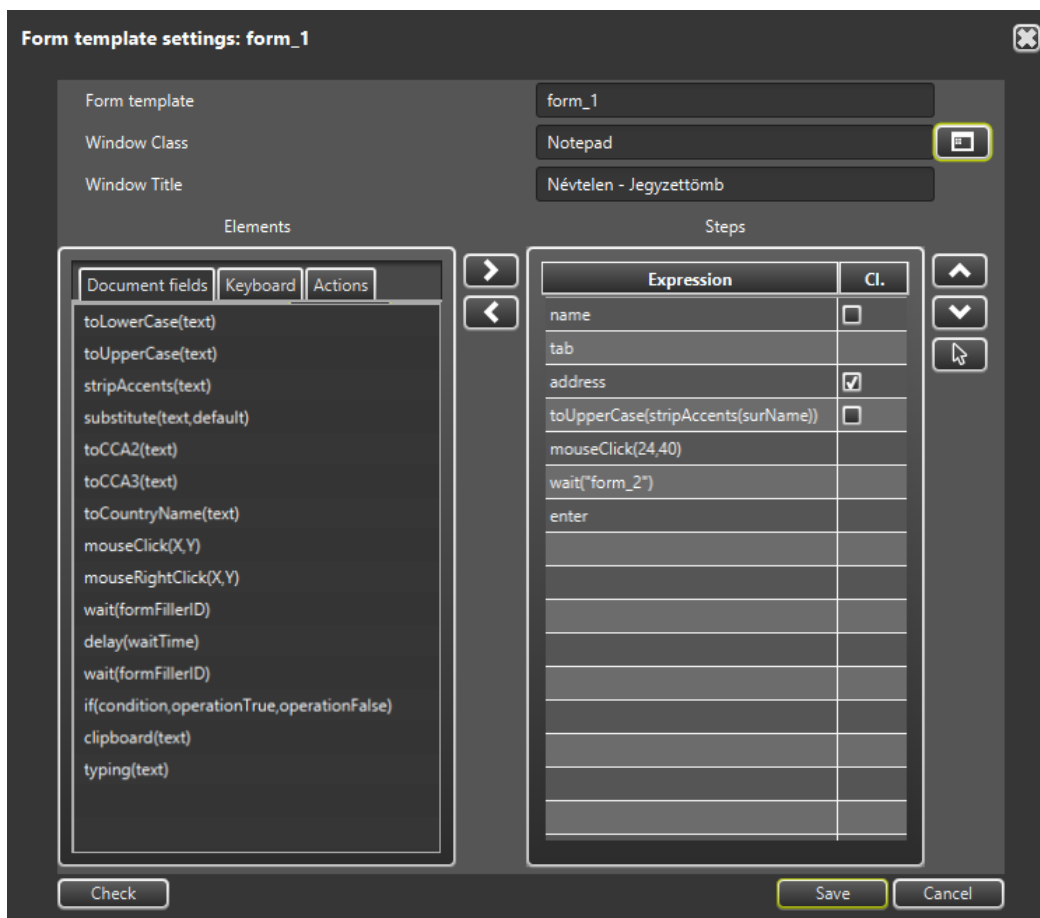 Form template settings: form_1
Form template
form_1
Window Class
Notepad
Window Title
Névtelen - Jegyzettömb
Elements
Steps
Document fields
Keyboard
Actions
toLowerCase(text)
toUpperCase(text)
stripAccents(text)
substitute(text,default)
toCCA2(text)
toCCA3(text)
toCountryName(text)
mouseClick(X,Y)
mouseRightClick(X,Y)
wait(formFillerID)
delay(waitTime)
wait(formFillerID)
if(condition,operationTrue,operationFalse)
clipboard(text)
typing(text)
Expression
Cl.
name
tab
address
toUpperCase(stripAccents(surName))
mouseClick(24,40)
wait("form_2")
enter
Check
Save
Cancel